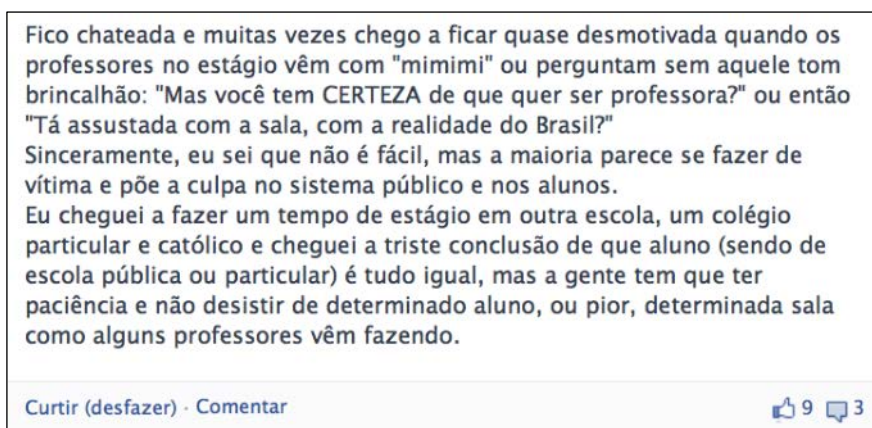 Fico chateada e muitas vezes chego a ficar quase desmotivada quando os
professores no estágio vêm com "mimimi" ou perguntam sem aquele tom
brincalhão: "Mas você tem CERTEZA de que quer ser professora?" ou então
"Tá assustada com a sala, com a realidade do Brasil?"
Sinceramente, eu sei que não é fácil, mas a maioria parece se fazer de
vítima e põe a culpa no sistema público e nos alunos.
Eu cheguei a fazer um tempo de estágio em outra escola, um colégio
particular e católico e cheguei a triste conclusão de que aluno (sendo de
escola pública ou particular) é tudo igual, mas a gente tem que ter
paciência e não desistir de determinado aluno, ou pior, determinada sala
como alguns professores vêm fazendo.
Curtir (desfazer) · Comentar 9 3